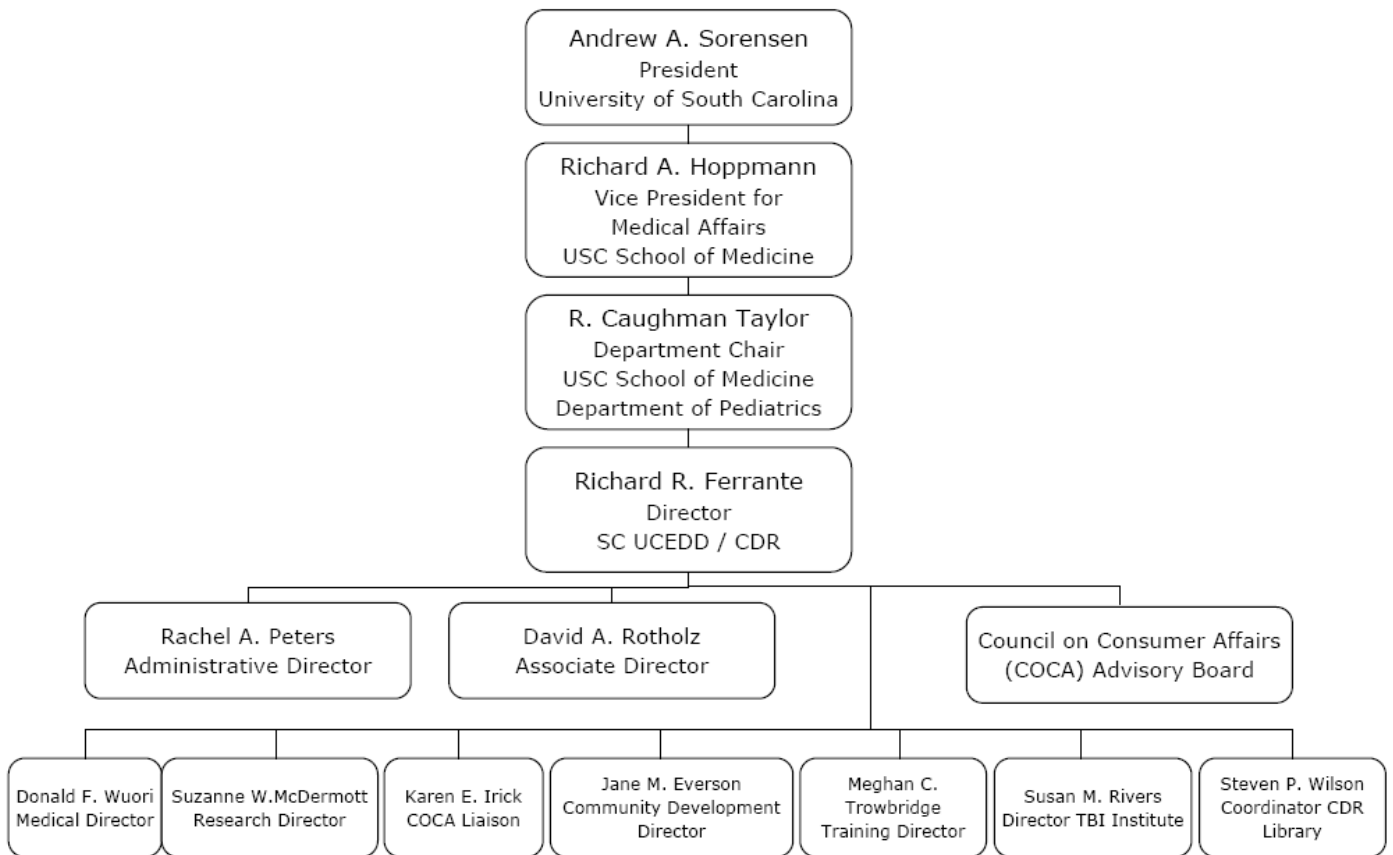 Andrew A. Sorensen
President
University of South Carolina
Richard A. Hoppmann
Vice President for
Medical Affairs
USC School of Medicine
R. Caughman Taylor
Department Chair
USC School of Medicine
Department of Pediatrics
Richard R. Ferrante
Director
SC UCEDD / CDR
Rachel A. Peters
Administrative Director
David A. Rotholz
Associate Director
Council on Consumer Affairs
(COCA) Advisory Board
Donald F. Wuori
Medical Director
Suzanne W.McDermott
Research Director
Karen E. Irick
COCA Liaison
Jane M. Everson
Community Development
Director
Meghan C.
Trowbridge
Training Director
Susan M. Rivers
Director TBI Institute
Steven P. Wilson
Coordinator CDR
Library